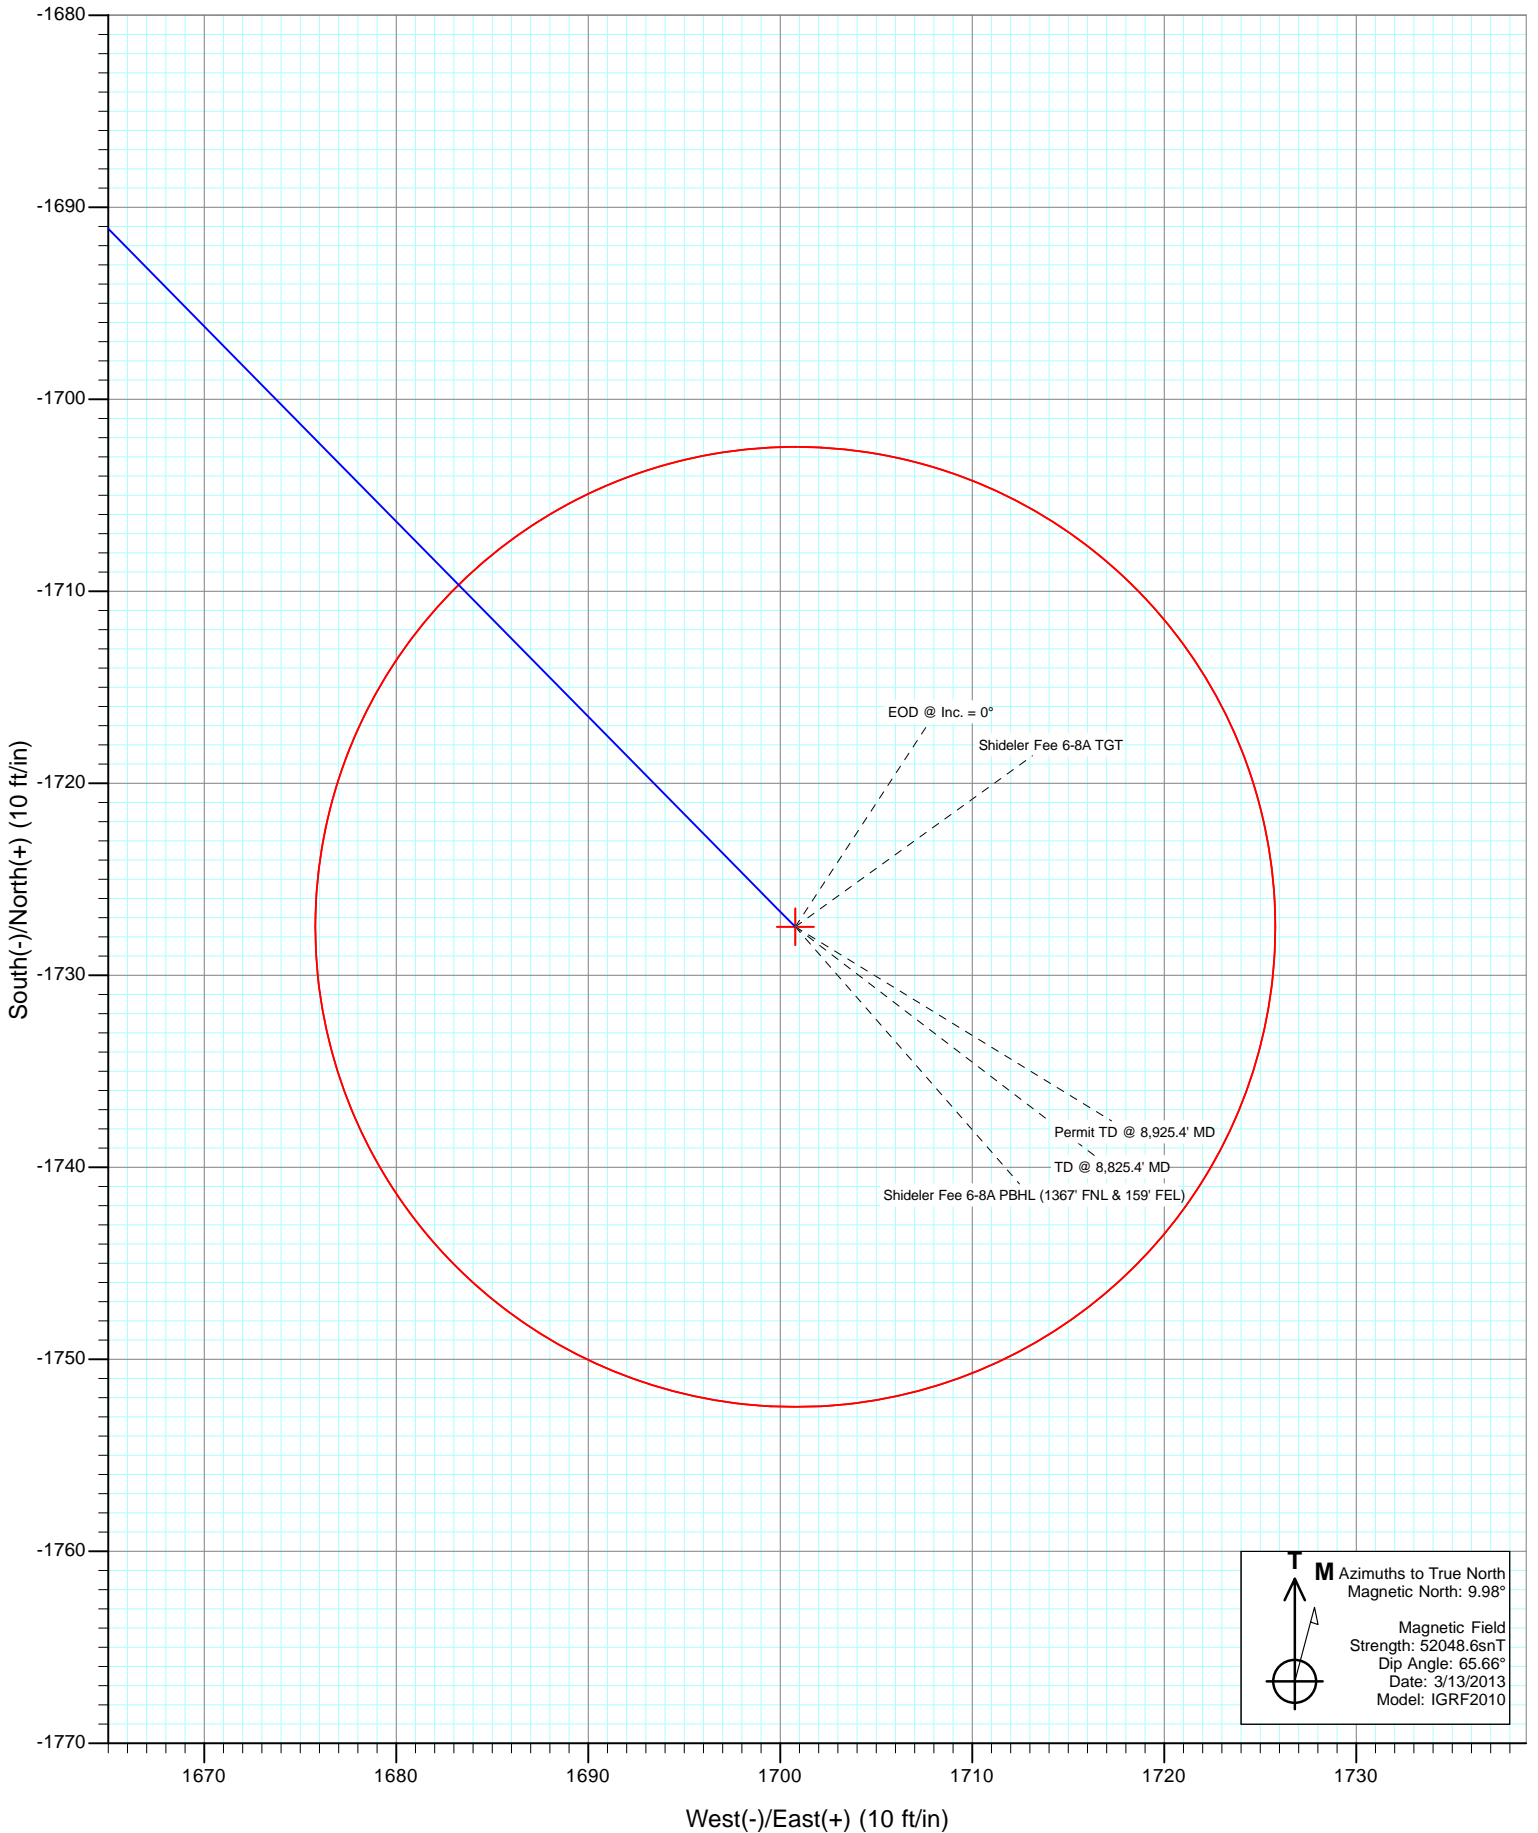 -1680
-1690
-1700
-1710
-1720
-1730
-1740
-1750
-1760
-1770
South(-)/North(+) (10 ft/in)
EOD @ Inc. = 0°
Shideler Fee 6-8A TGT
Permit TD @ 8,925.4' MD
TD @ 8,825.4' MD
Shideler Fee 6-8A PBHL (1367' FNL & 159' FEL)
T
M
Azimuths to True North
Magnetic North: 9.98°
Magnetic Field
Strength: 52048.6snT
Dip Angle: 65.66°
Date: 3/13/2013
Model: IGRF2010
1670
1680
1690
1700
1710
1720
1730
West(-)/East(+) (10 ft/in)